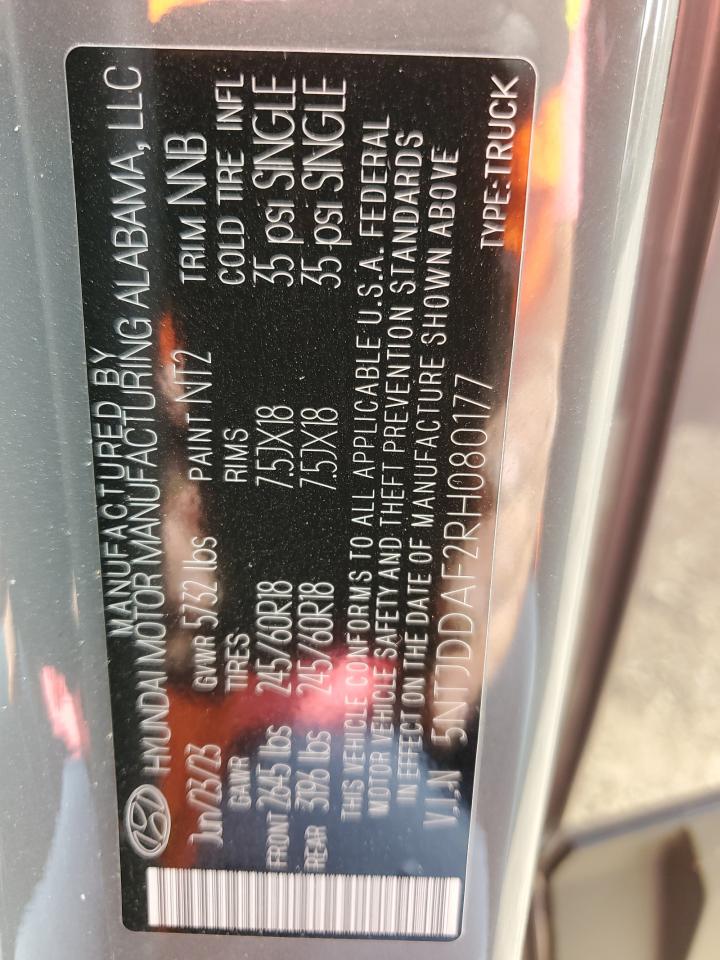 MANUFACTURED BY
HYUNDAI MOTOR MANUFACTURING ALABAMA, LLC
Jun/23/23 GVWR 5732 lbs PAINT NT2 TRIM NNB
GAWR TIRES RIMS COLD TIRE INFL
FRONT 2645 lbs 245/60R18 7.5JX18 35 psi SINGLE
REAR 3196 lbs 245/60R18 7.5JX18 35 psi SINGLE
THIS VEHICLE CONFORMS TO ALL APPLICABLE U.S.A. FEDERAL
MOTOR VEHICLE SAFETY AND THEFT PREVENTION STANDARDS
IN EFFECT ON THE DATE OF MANUFACTURE SHOWN ABOVE
V.I.N 5NTJDDAF2RH080177 TYPE:TRUCK